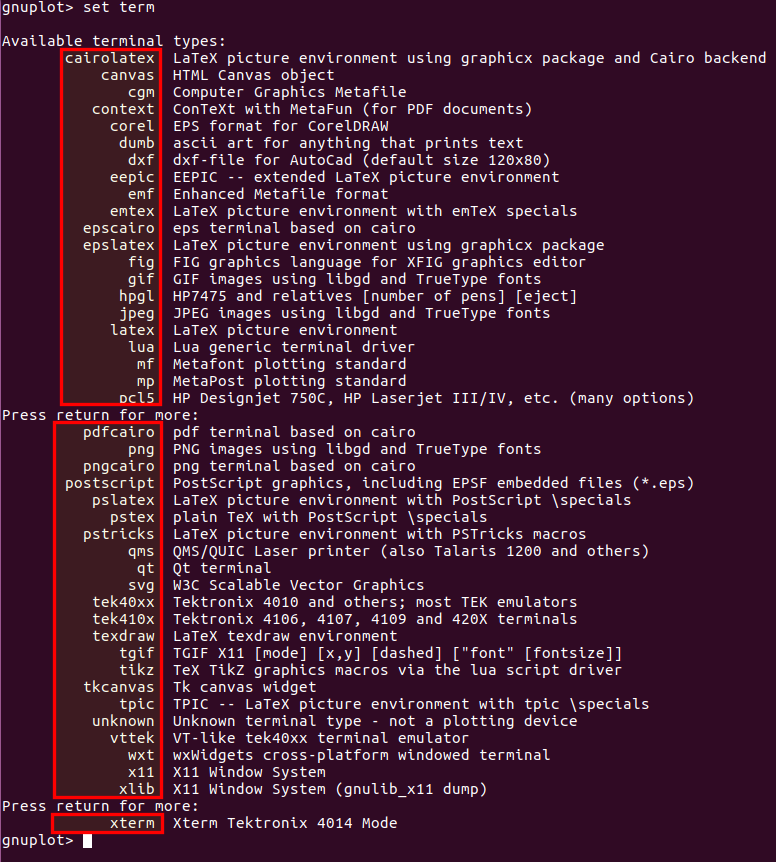 gnuplot> set term
Available terminal types:
cairolatex LaTeX picture environment using graphicx package and Cairo backend
canvas HTML Canvas object
cgm Computer Graphics Metafile
context ConTeXt with MetaFun (for PDF documents)
corel EPS format for CorelDRAW
dumb ascii art for anything that prints text
dxf dxf-file for AutoCad (default size 120x80)
eepic EEPIC -- extended LaTeX picture environment
emf Enhanced Metafile format
emtex LaTeX picture environment with emTeX specials
epscairo eps terminal based on cairo
epslatex LaTeX picture environment using graphicx package
fig FIG graphics language for XFIG graphics editor
gif GIF images using libgd and TrueType fonts
hpgl HP7475 and relatives [number of pens] [eject]
jpeg JPEG images using libgd and TrueType fonts
latex LaTeX picture environment
lua Lua generic terminal driver
mf Metafont plotting standard
mp MetaPost plotting standard
pcl5 HP Designjet 750C, HP Laserjet III/IV, etc. (many options)
Press return for more:
pdfcairo pdf terminal based on cairo
png PNG images using libgd and TrueType fonts
pngcairo png terminal based on cairo
postscript PostScript graphics, including EPSF embedded files (*.eps)
pslatex LaTeX picture environment with PostScript \specials
pstex plain TeX with PostScript \specials
pstricks LaTeX picture environment with PSTricks macros
qms QMS/QUIC Laser printer (also Talaris 1200 and others)
qt Qt terminal
svg W3C Scalable Vector Graphics
tek40xx Tektronix 4010 and others; most TEK emulators
tek410x Tektronix 4106, 4107, 4109 and 420X terminals
texdraw LaTeX texdraw environment
tgif TGIF X11 [mode] [x,y] [dashed] ["font" [fontsize]]
tikz TeX TikZ graphics macros via the lua script driver
tkcanvas Tk canvas widget
tpic TPIC -- LaTeX picture environment with tpic \specials
unknown Unknown terminal type - not a plotting device
vttek VT-like tek40xx terminal emulator
wxt wxWidgets cross-platform windowed terminal
x11 X11 Window System
xlib X11 Window System (gnulib_x11 dump)
Press return for more:
xterm Xterm Tektronix 4014 Mode
gnuplot>